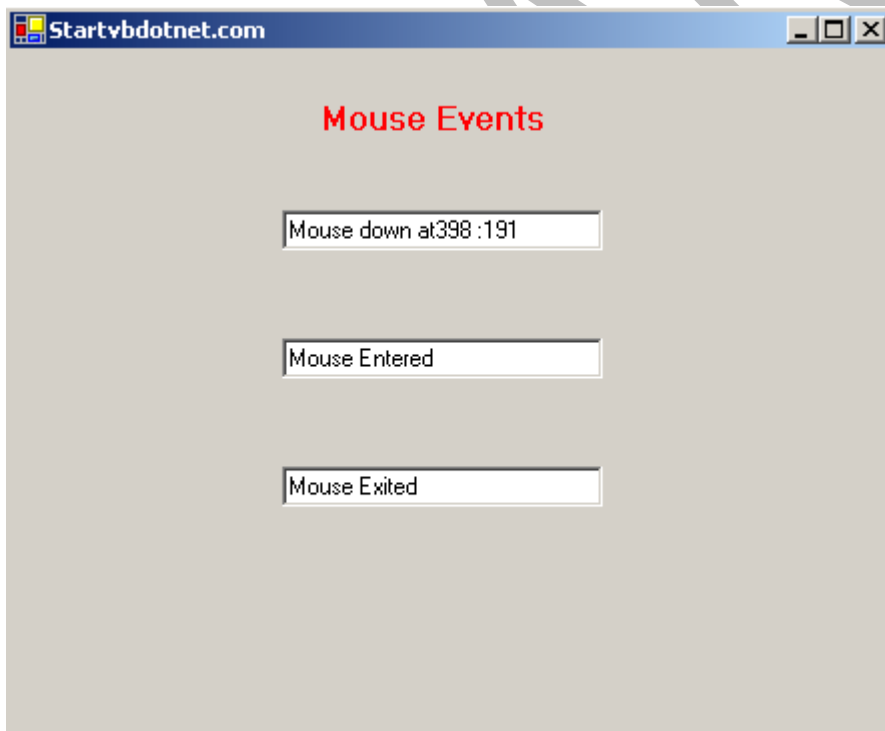 Startvbdotnet.com
Mouse Events
Mouse down at398 :191
Mouse Entered
Mouse Exited